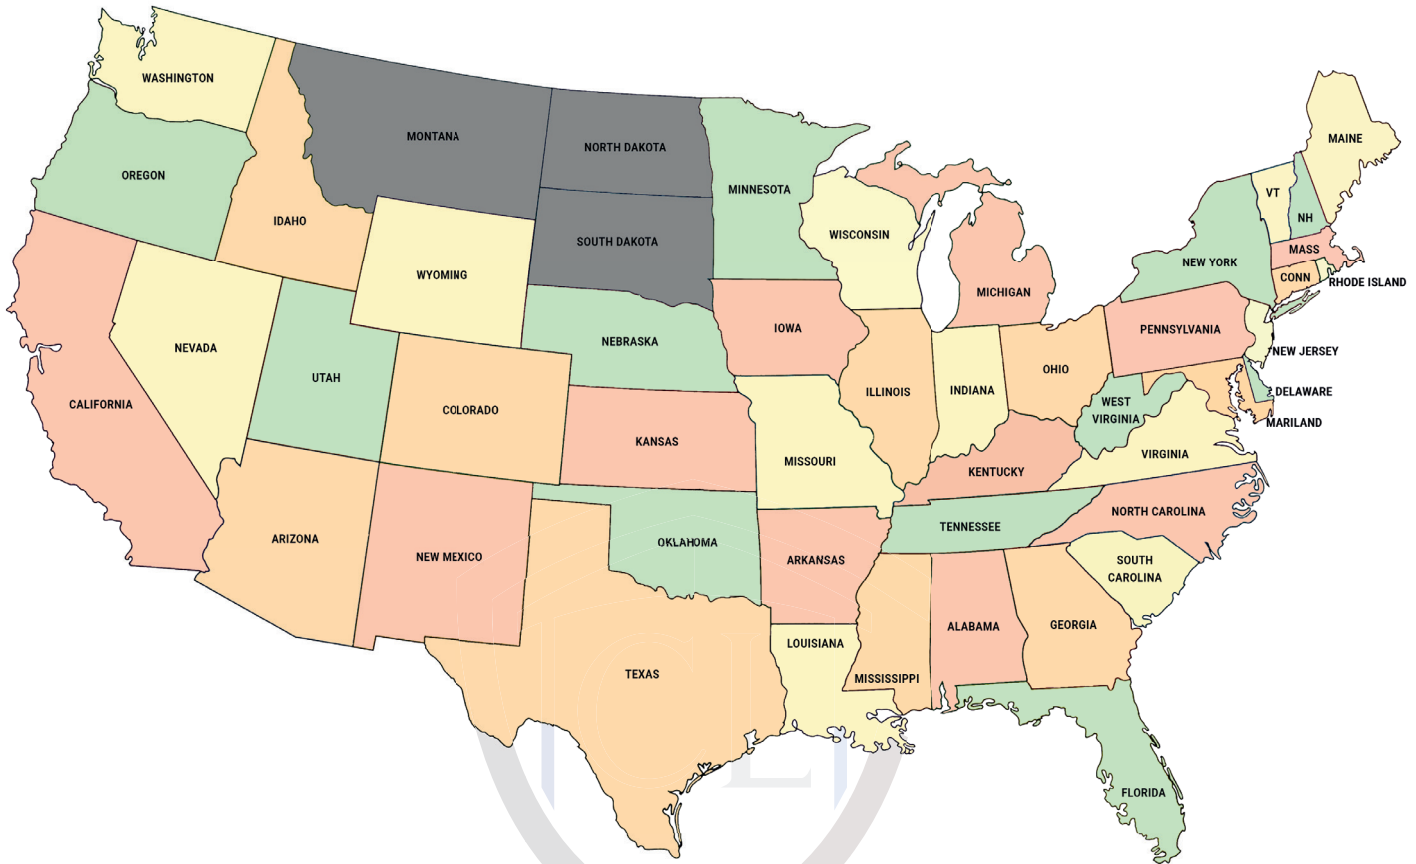 WASHINGTON
MONTANA
NORTH DAKOTA
MINNESOTA
MAINE
OREGON
IDAHO
SOUTH DAKOTA
WISCONSIN
VT
NH
MASS
NEW YORK
CONN
RHODE ISLAND
WYOMING
MICHIGAN
IOWA
PENNSYLVANIA
NEVADA
NEBRASKA
NEW JERSEY
UTAH
COLORADO
ILLINOIS
INDIANA
OHIO
DELAWARE
CALIFORNIA
WEST
VIRGINIA
MARILAND
KANSAS
MISSOURI
KENTUCKY
VIRGINIA
ARIZONA
NEW MEXICO
OKLAHOMA
ARKANSAS
TENNESSEE
NORTH CAROLINA
SOUTH
CAROLINA
TEXAS
LOUISIANA
MISSISSIPPI
ALABAMA
GEORGIA
FLORIDA
CL